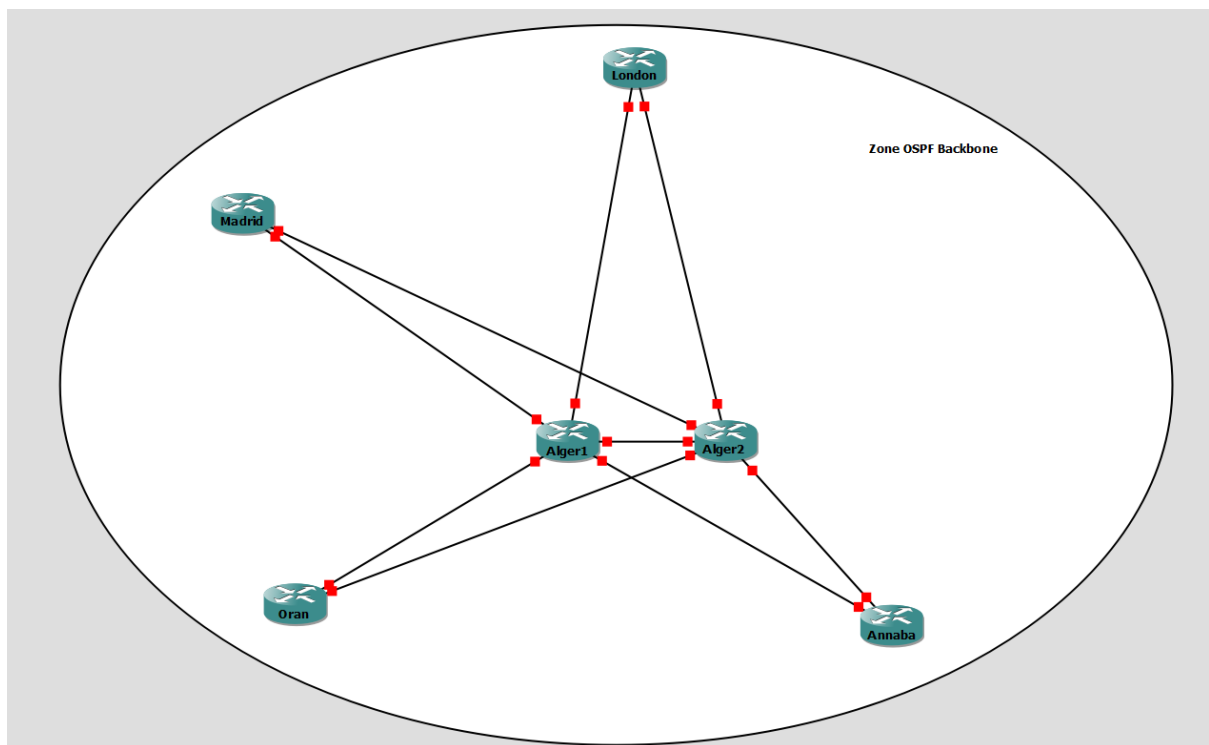 London
Zone OSPF Backbone
Madrid
Alger1
Alger2
Oran
Annaba